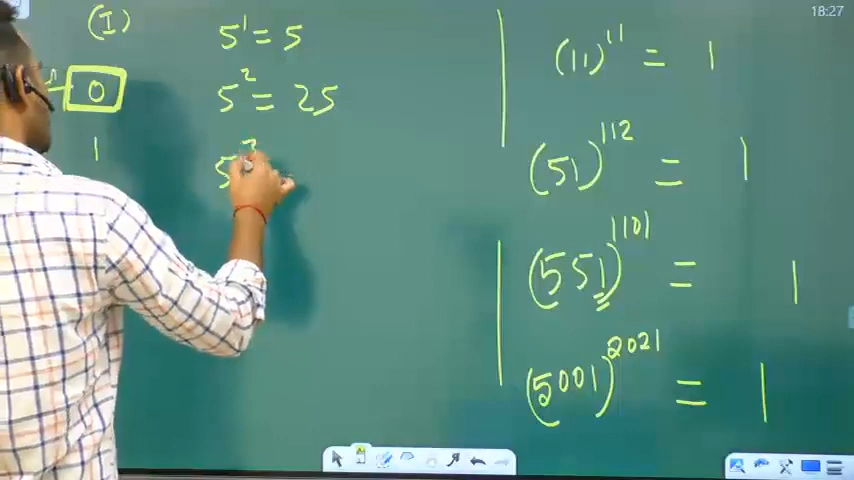 18:27
(I)
0
1
5¹ = 5
5² = 25
5³
(11)¹¹ = 1
(51)¹¹² = 1
(551)¹¹⁰¹ = 1
(5001)²⁰²¹ = 1